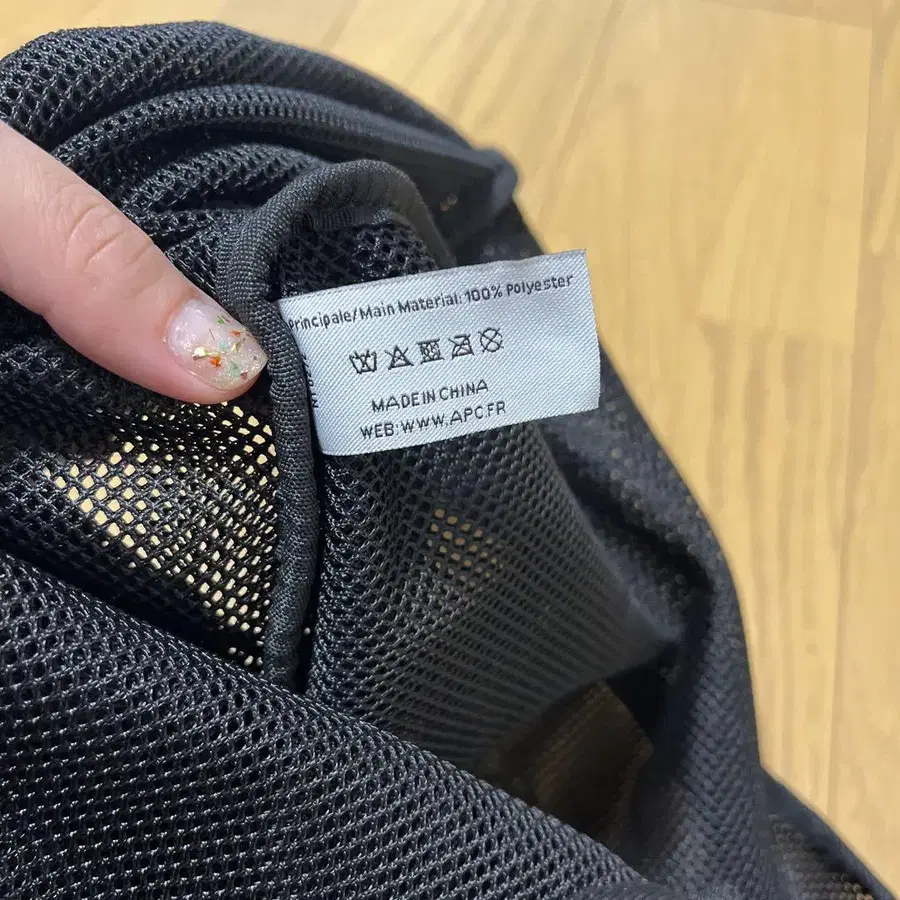 Principale/Main Material: 100% Polyester
MADE IN CHINA
WEB: WWW.APC.FR